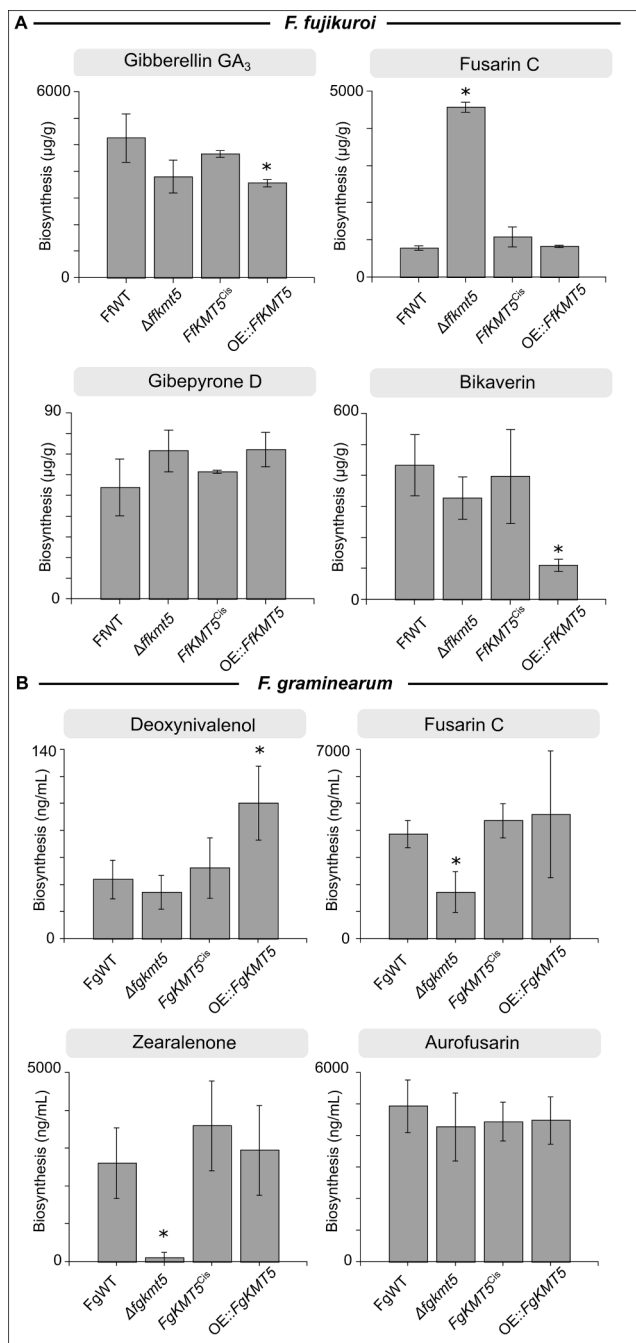 A F. fujikuroi
Gibberellin GA₃
Biosynthesis (µg/g)
6000
0
FfWT
Δffkmt5
FfKMT5ᶜⁱˢ
OE::FfKMT5
Fusarin C
Biosynthesis (µg/g)
5000
*
0
FfWT
Δffkmt5
FfKMT5ᶜⁱˢ
OE::FfKMT5
Gibepyrone D
Biosynthesis (µg/g)
90
0
FfWT
Δffkmt5
FfKMT5ᶜⁱˢ
OE::FfKMT5
Bikaverin
Biosynthesis (µg/g)
600
*
0
FfWT
Δffkmt5
FfKMT5ᶜⁱˢ
OE::FfKMT5
B F. graminearum
Deoxynivalenol
Biosynthesis (ng/mL)
140
*
0
FgWT
Δfgkmt5
FgKMT5ᶜⁱˢ
OE::FgKMT5
Fusarin C
Biosynthesis (ng/mL)
7000
*
0
FgWT
Δfgkmt5
FgKMT5ᶜⁱˢ
OE::FgKMT5
Zearalenone
Biosynthesis (ng/mL)
5000
*
0
FgWT
Δfgkmt5
FgKMT5ᶜⁱˢ
OE::FgKMT5
Aurofusarin
Biosynthesis (ng/mL)
6000
0
FgWT
Δfgkmt5
FgKMT5ᶜⁱˢ
OE::FgKMT5